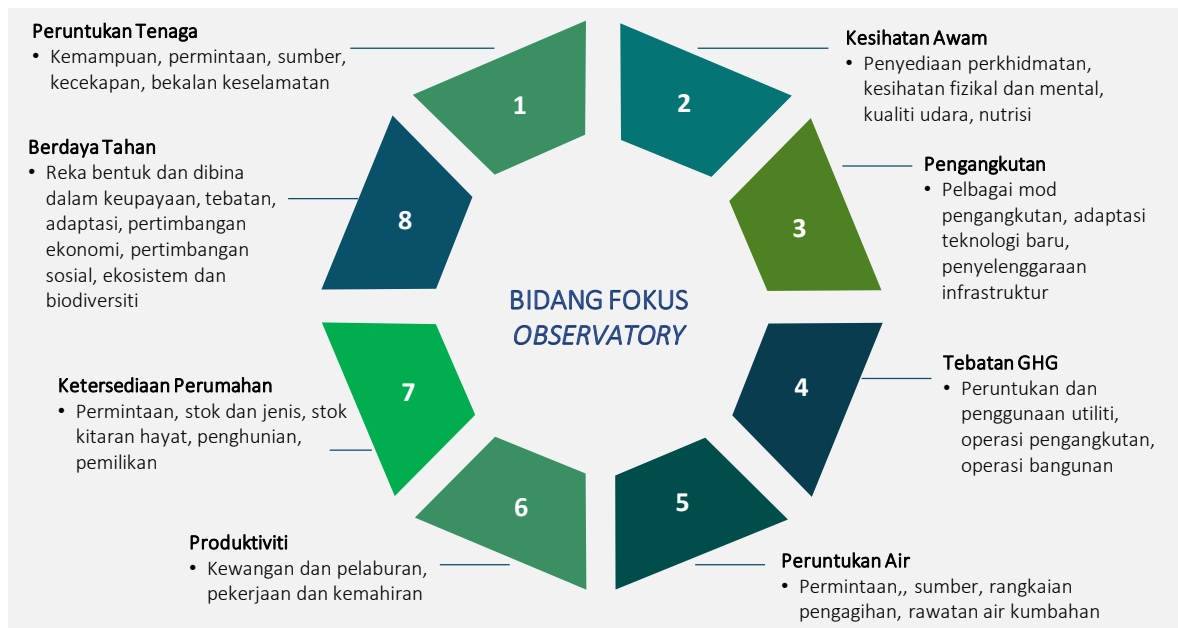 Peruntukan Tenaga
• Kemampuan, permintaan, sumber,
kecekapan, bekalan keselamatan
1
2
Kesihatan Awam
• Penyediaan perkhidmatan,
kesihatan fizikal dan mental,
kualiti udara, nutrisi
3
Pengangkutan
• Pelbagai mod
pengangkutan, adaptasi
teknologi baru,
penyelenggaraan
infrastruktur
4
Tebatan GHG
• Peruntukan dan
penggunaan utiliti,
operasi pengangkutan,
operasi bangunan
5
Peruntukan Air
• Permintaan,, sumber, rangkaian
pengagihan, rawatan air kumbahan
6
Produktiviti
• Kewangan dan pelaburan,
pekerjaan dan kemahiran
7
Ketersediaan Perumahan
• Permintaan, stok dan jenis, stok
kitaran hayat, penghunian,
pemilikan
8
Berdaya Tahan
• Reka bentuk dan dibina
dalam keupayaan, tebatan,
adaptasi, pertimbangan
ekonomi, pertimbangan
sosial, ekosistem dan
biodiversiti
BIDANG FOKUS
OBSERVATORY